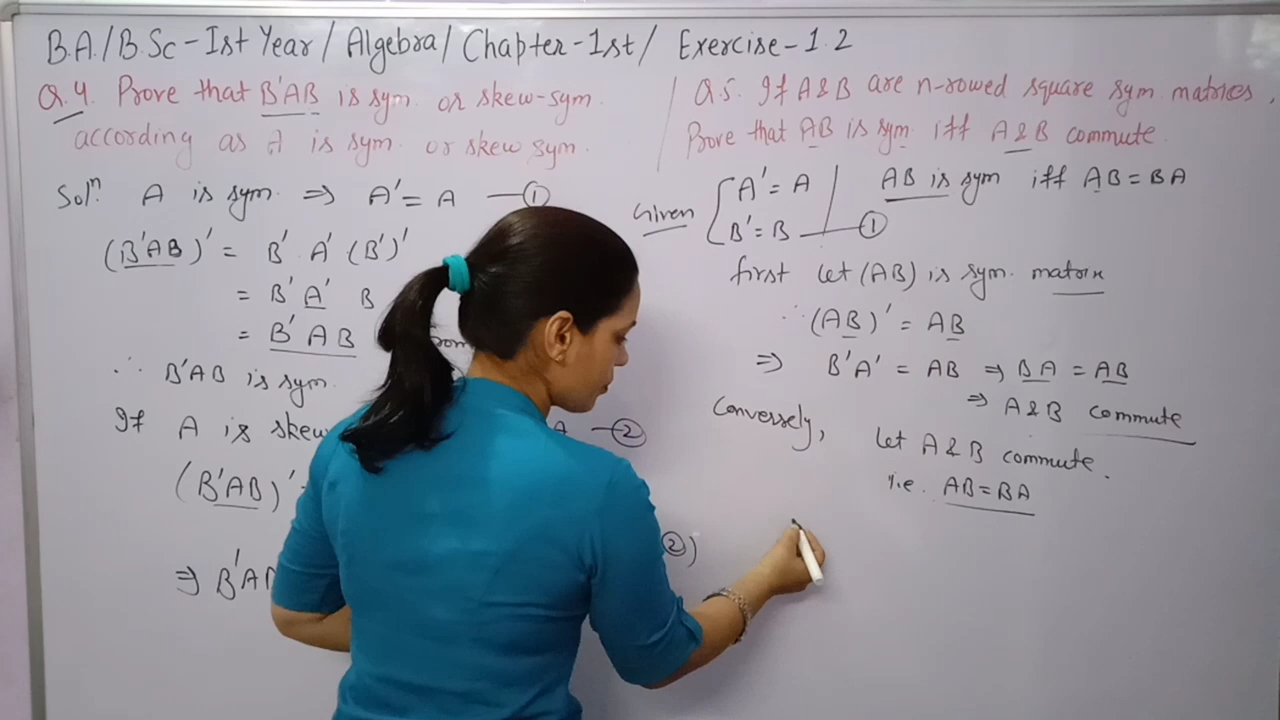 B.A./B.Sc - Ist Year / Algebra / Chapter-1st / Exercise-1.2
Q.4. Prove that B'AB is sym. or skew-sym.
according as A is sym. or skew sym.
Solⁿ. A is sym. ⇒ A' = A —①
(B'AB)' = B' A' (B')'
= B' A' B
= B'AB
∴ B'AB is sym.
If A is skew A —②
(B'AB)'
②)
⇒ B'AB
Q.5. If A & B are n-rowed square sym matrices,
Prove that AB is sym. iff A & B commute.
Given A' = A AB is sym iff AB = BA
B' = B —①
first let (AB) is sym. matrix
∴ (AB)' = AB
⇒ B'A' = AB ⇒ BA = AB
⇒ A & B commute
Conversely, let A & B commute.
i.e. AB = BA